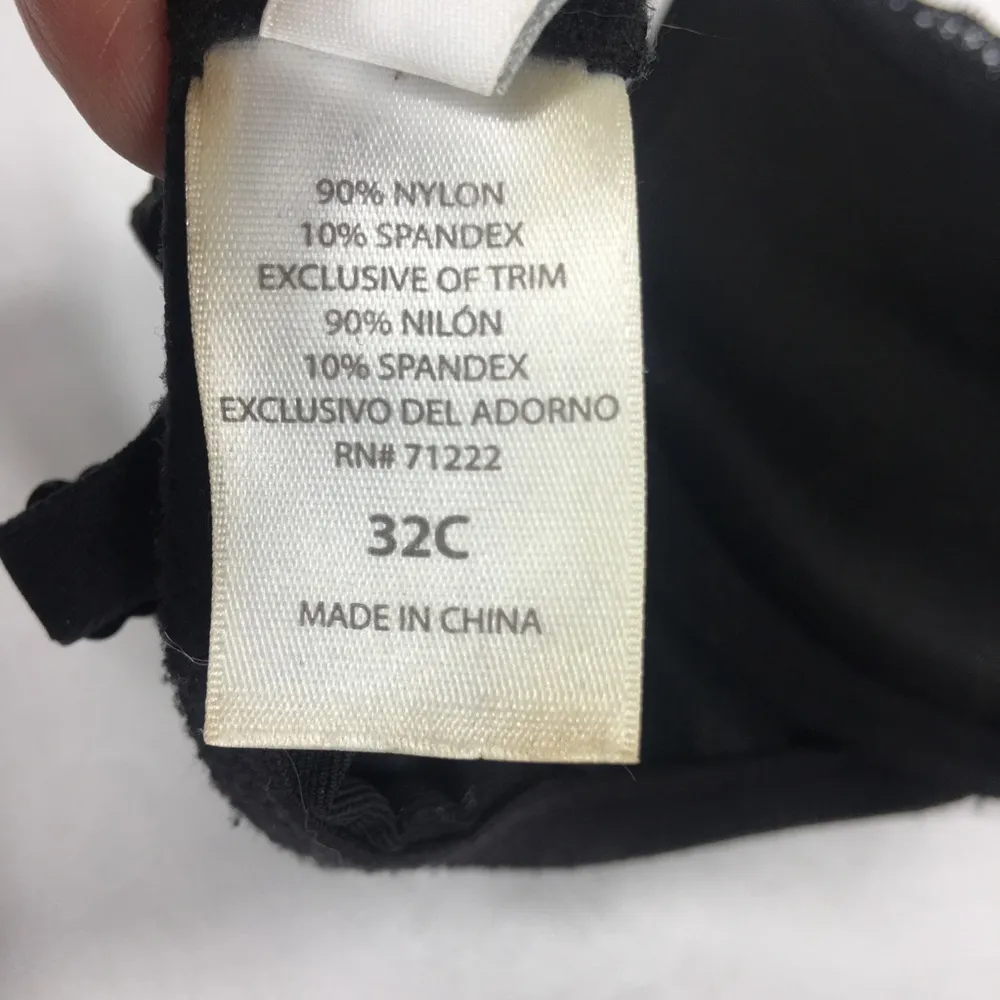 90% NYLON
10% SPANDEX
EXCLUSIVE OF TRIM
90% NILÓN
10% SPANDEX
EXCLUSIVO DEL ADORNO
RN# 71222
32C
MADE IN CHINA